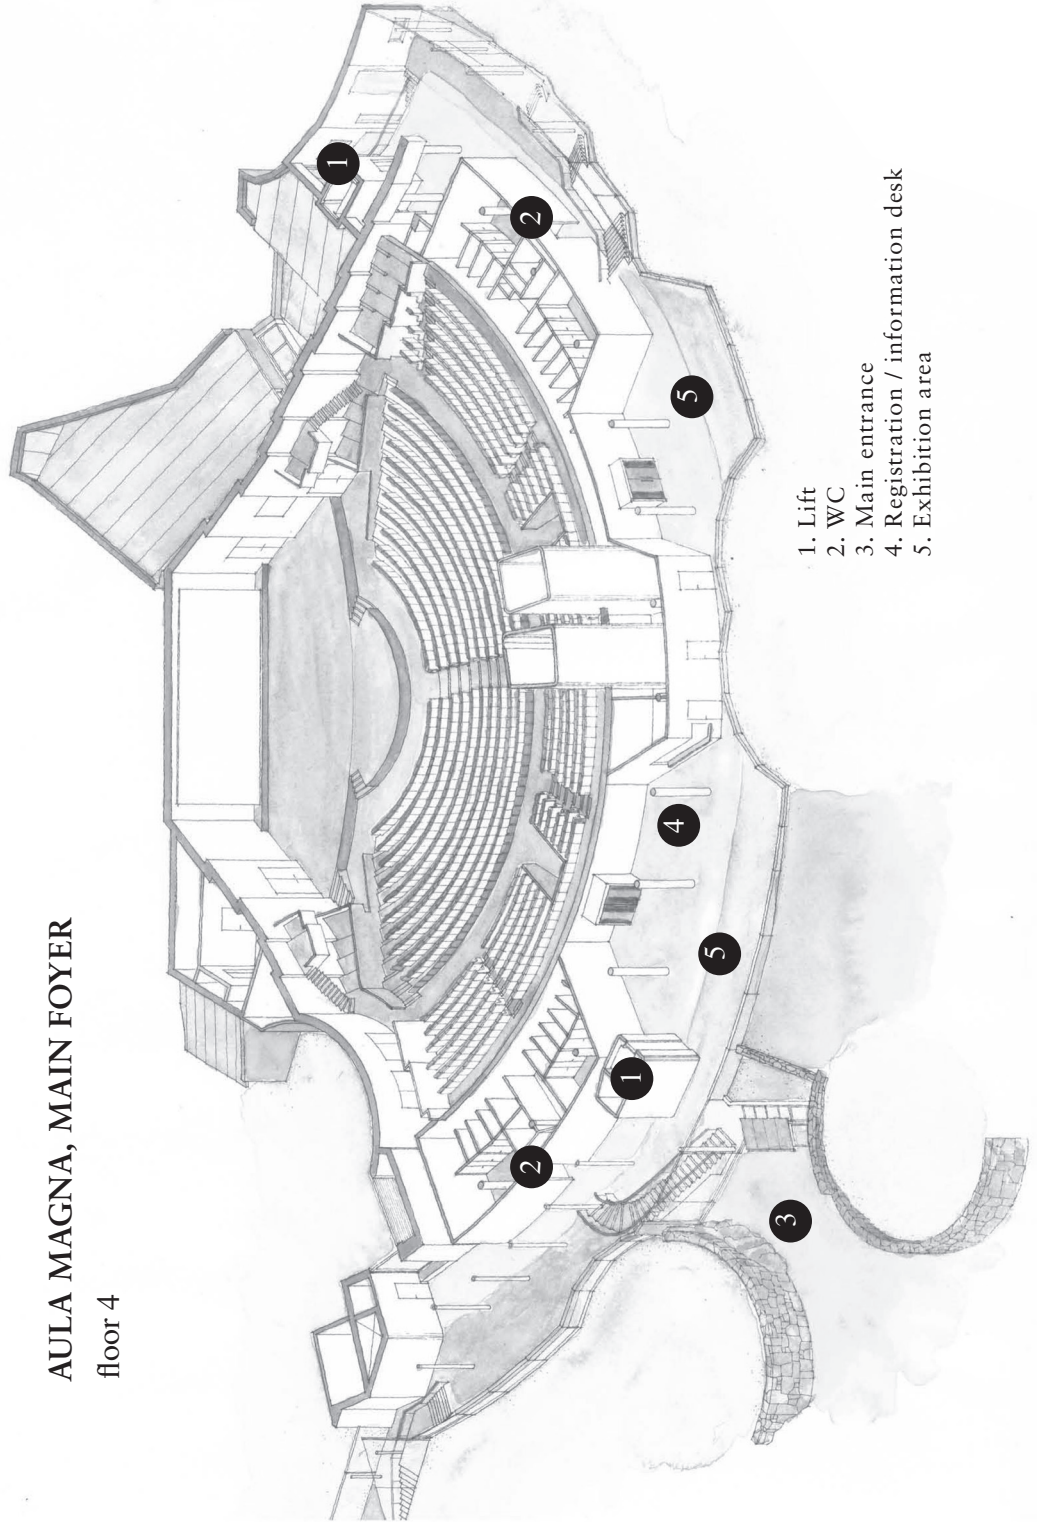 AULA MAGNA, MAIN FOYER
floor 4
1
2
5
4
5
1
2
3
1. Lift
2. WC
3. Main entrance
4. Registration / information desk
5. Exhibition area